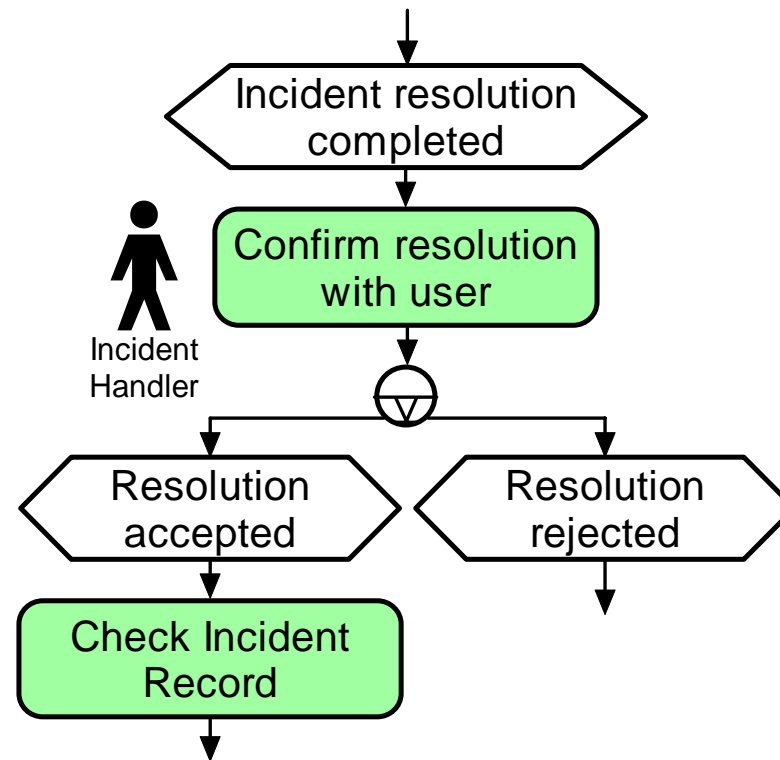 Incident resolution
completed
Confirm resolution
with user
Incident
Handler
Resolution
accepted
Resolution
rejected
Check Incident
Record